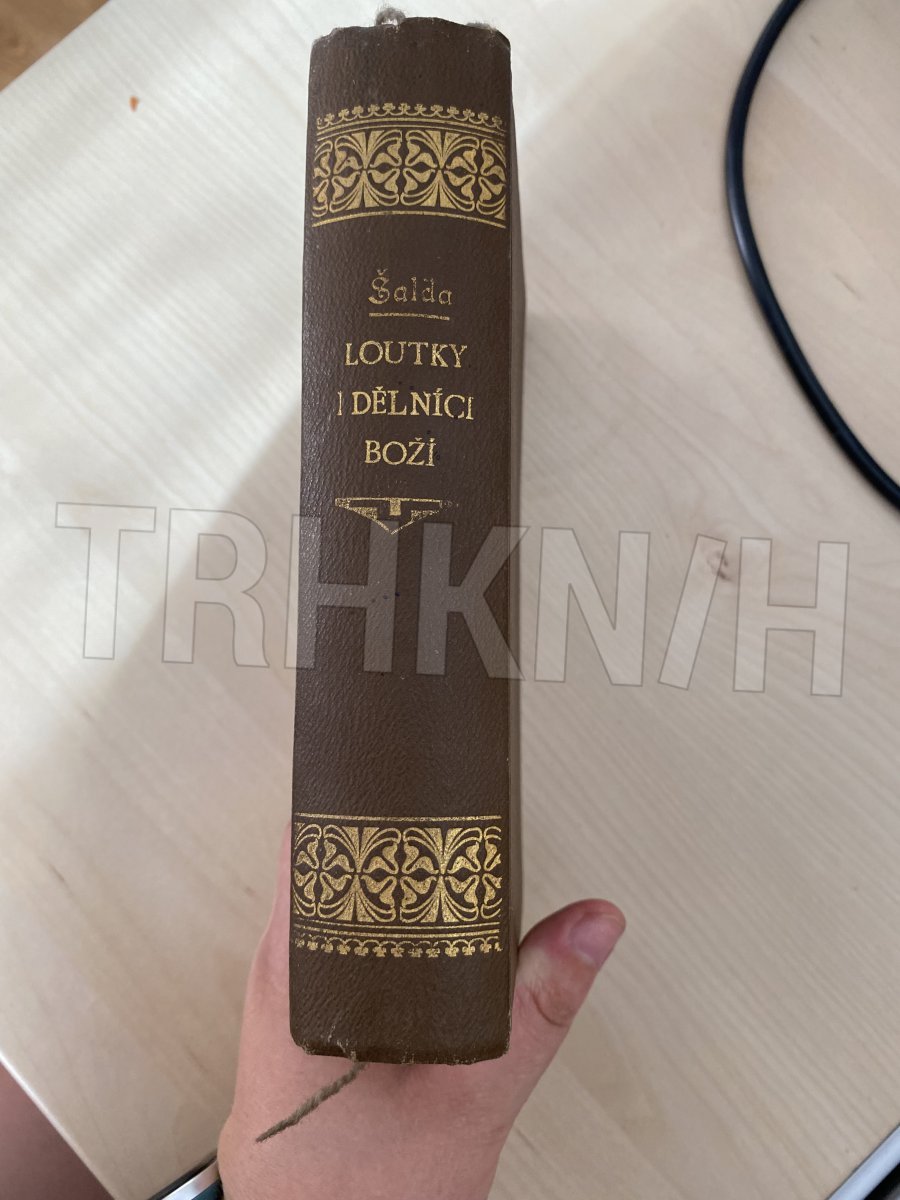 Šalda
LOUTKY
I DĚLNÍCI
BOŽÍ
TRHKNIH